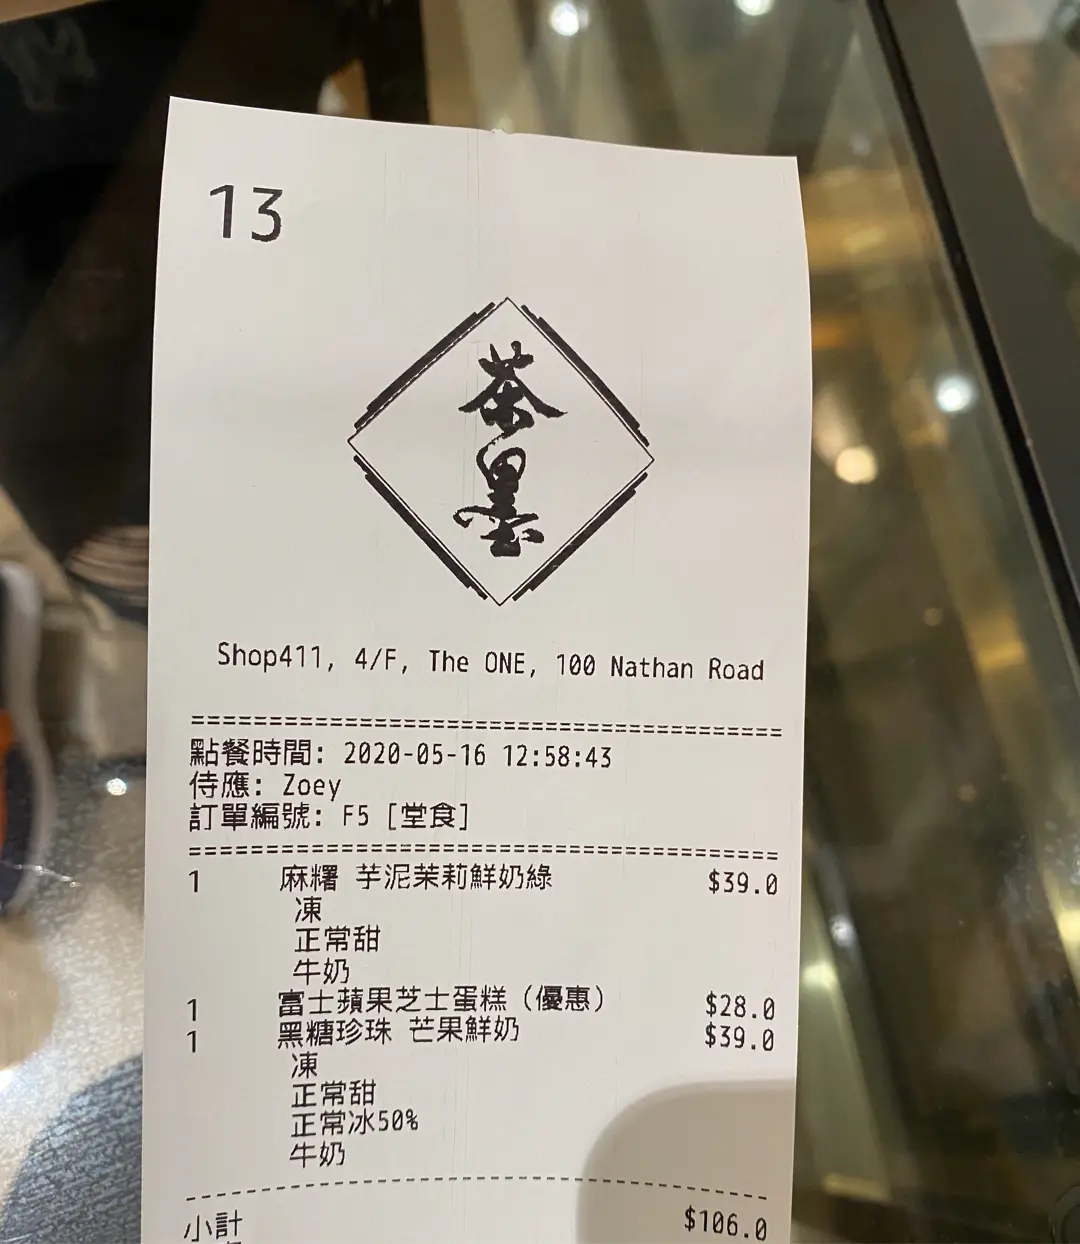 13
茶
墨
Shop411, 4/F, The ONE, 100 Nathan Road
=====================================
點餐時間: 2020-05-16 12:58:43
侍應: Zoey
訂單編號: F5 [堂食]
=====================================
1 麻糬 芋泥茉莉鮮奶綠 $39.0
凍
正常甜
牛奶
1 富士蘋果芝士蛋糕（優惠） $28.0
1 黑糖珍珠 芒果鮮奶 $39.0
凍
正常甜
正常冰50%
牛奶
-------------------------------------
小計 $106.0